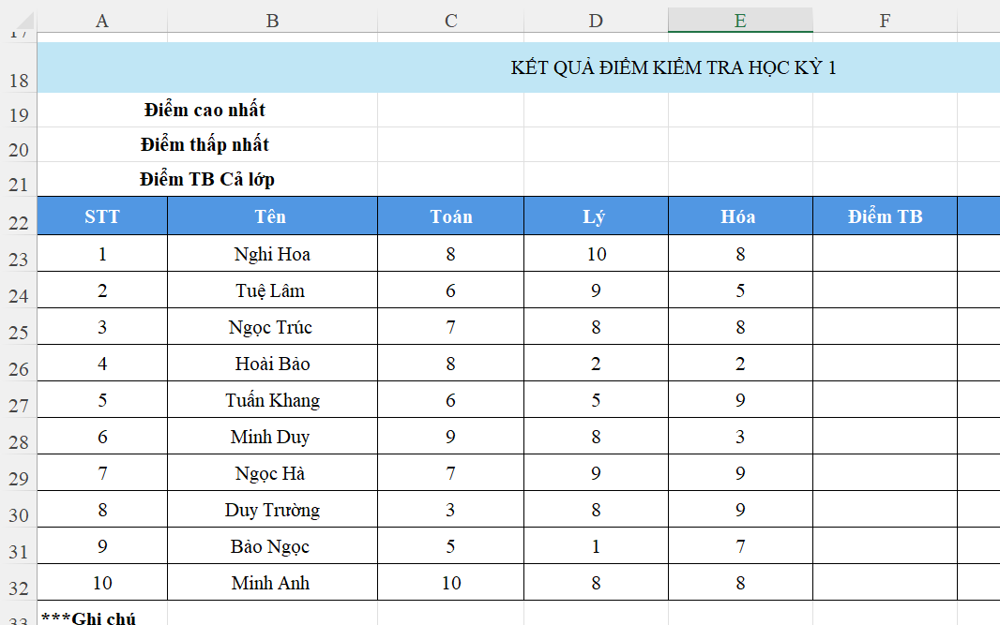 A B C D E F
17
18 KẾT QUẢ ĐIỂM KIỂM TRA HỌC KỲ 1
19 Điểm cao nhất
20 Điểm thấp nhất
21 Điểm TB Cả lớp
22 STT Tên Toán Lý Hóa Điểm TB
23 1 Nghi Hoa 8 10 8
24 2 Tuệ Lâm 6 9 5
25 3 Ngọc Trúc 7 8 8
26 4 Hoài Bảo 8 2 2
27 5 Tuấn Khang 6 5 9
28 6 Minh Duy 9 8 3
29 7 Ngọc Hà 7 9 9
30 8 Duy Trường 3 8 9
31 9 Bảo Ngọc 5 1 7
32 10 Minh Anh 10 8 8
33 ***Ghi chú